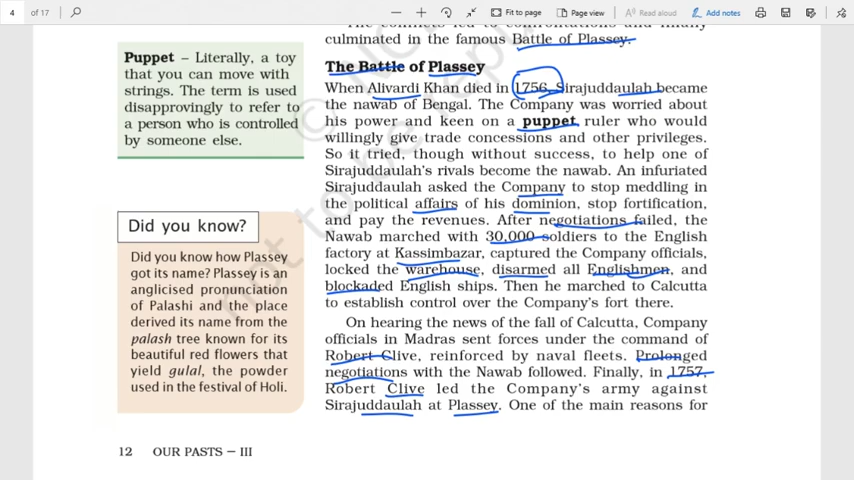 4
of 17
Fit to page
Page view
Read aloud
Add notes
culminated in the famous Battle of Plassey.
Puppet – Literally, a toy
that you can move with
strings. The term is used
disapprovingly to refer to
a person who is controlled
by someone else.
Did you know?
Did you know how Plassey
got its name? Plassey is an
anglicised pronunciation
of Palashi and the place
derived its name from the
palash tree known for its
beautiful red flowers that
yield gulal, the powder
used in the festival of Holi.
The Battle of Plassey
When Alivardi Khan died in 1756, Sirajuddaulah became
the nawab of Bengal. The Company was worried about
his power and keen on a puppet ruler who would
willingly give trade concessions and other privileges.
So it tried, though without success, to help one of
Sirajuddaulah's rivals become the nawab. An infuriated
Sirajuddaulah asked the Company to stop meddling in
the political affairs of his dominion, stop fortification,
and pay the revenues. After negotiations failed, the
Nawab marched with 30,000 soldiers to the English
factory at Kassimbazar, captured the Company officials,
locked the warehouse, disarmed all Englishmen, and
blockaded English ships. Then he marched to Calcutta
to establish control over the Company's fort there.
On hearing the news of the fall of Calcutta, Company
officials in Madras sent forces under the command of
Robert Clive, reinforced by naval fleets. Prolonged
negotiations with the Nawab followed. Finally, in 1757,
Robert Clive led the Company's army against
Sirajuddaulah at Plassey. One of the main reasons for
12 OUR PASTS – III